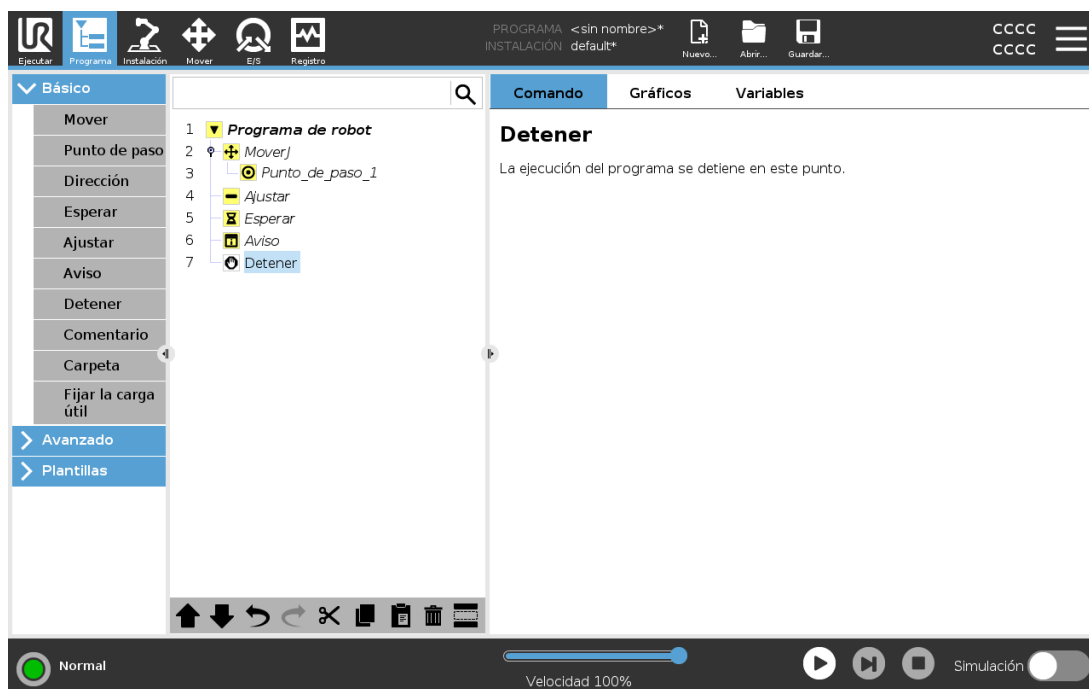 PROGRAMA <sin nombre>*
INSTALACIÓN default*
CCCC
CCCC
Ejecutar Programa Instalación Mover E/S Registro
Nuevo... Abrir... Guardar...
Básico
Mover
Punto de paso
Dirección
Esperar
Ajustar
Aviso
Detener
Comentario
Carpeta
Fijar la carga
útil
Avanzado
Plantillas
1 Programa de robot
2 MoverJ
3 Punto_de_paso_1
4 Ajustar
5 Esperar
6 Aviso
7 Detener
Comando Gráficos Variables
Detener
La ejecución del programa se detiene en este punto.
Normal
Velocidad 100%
Simulación